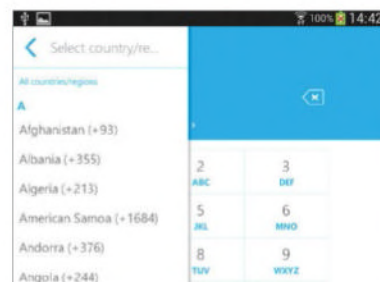 100% 14:42
Select country/re...
All countries/regions
A
Afghanistan (+93)
Albania (+355)
Algeria (+213)
American Samoa (+1684)
Andorra (+376)
Angola (+244)
2
ABC
3
DEF
5
JKL
6
MNO
8
TUV
9
WXYZ